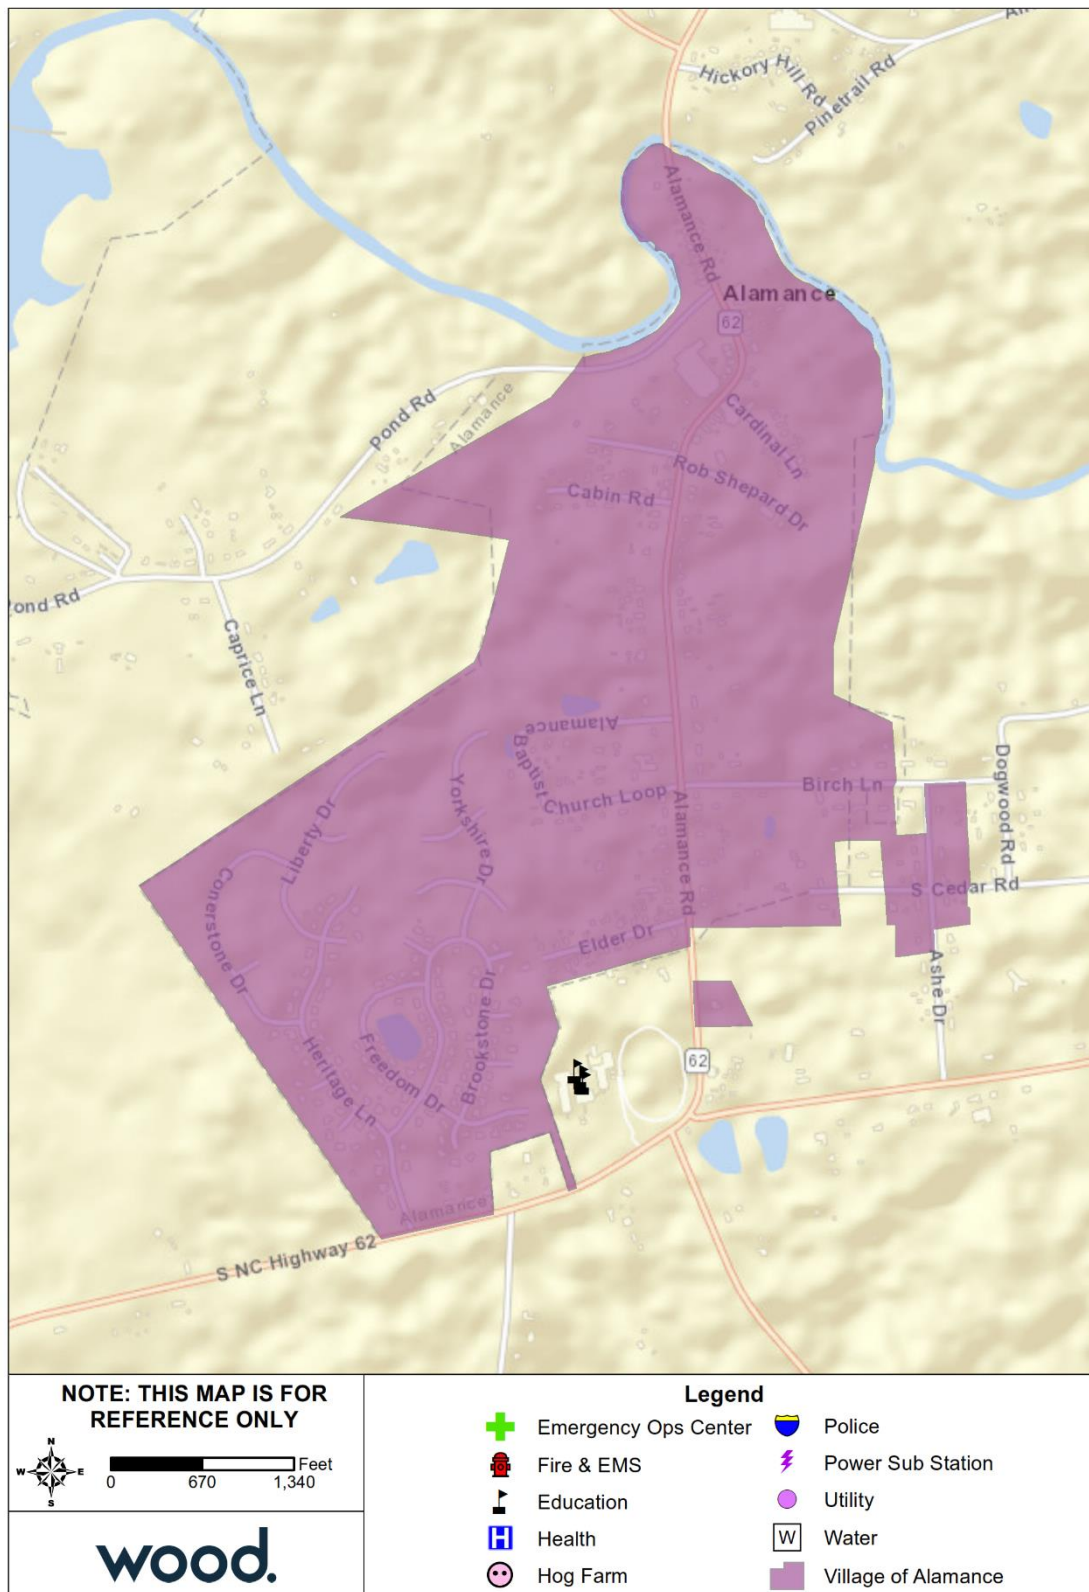 Hickory Hill Rd
Pinetrail Rd
Alamance Rd
Alamance
62
Pond Rd
Alamance
Cardinal Ln
Rob Shepard Dr
Cabin Rd
ond Rd
Caprice Ln
Alamance
Baptist
Church Loop
Yorkshire Dr
Birch Ln
Dogwood Rd
Liberty Dr
Alamance Rd
S Cedar Rd
Cornerstone Dr
Elder Dr
Ashe Dr
Brookstone Dr
Freedom Dr
Heritage Ln
62
Alamance
S NC Highway 62
NOTE: THIS MAP IS FOR
REFERENCE ONLY
N
W E
S
Feet
0 670 1,340
wood.
Legend
Emergency Ops Center
Police
Fire & EMS
Power Sub Station
Education
Utility
H Health
W Water
Hog Farm
Village of Alamance